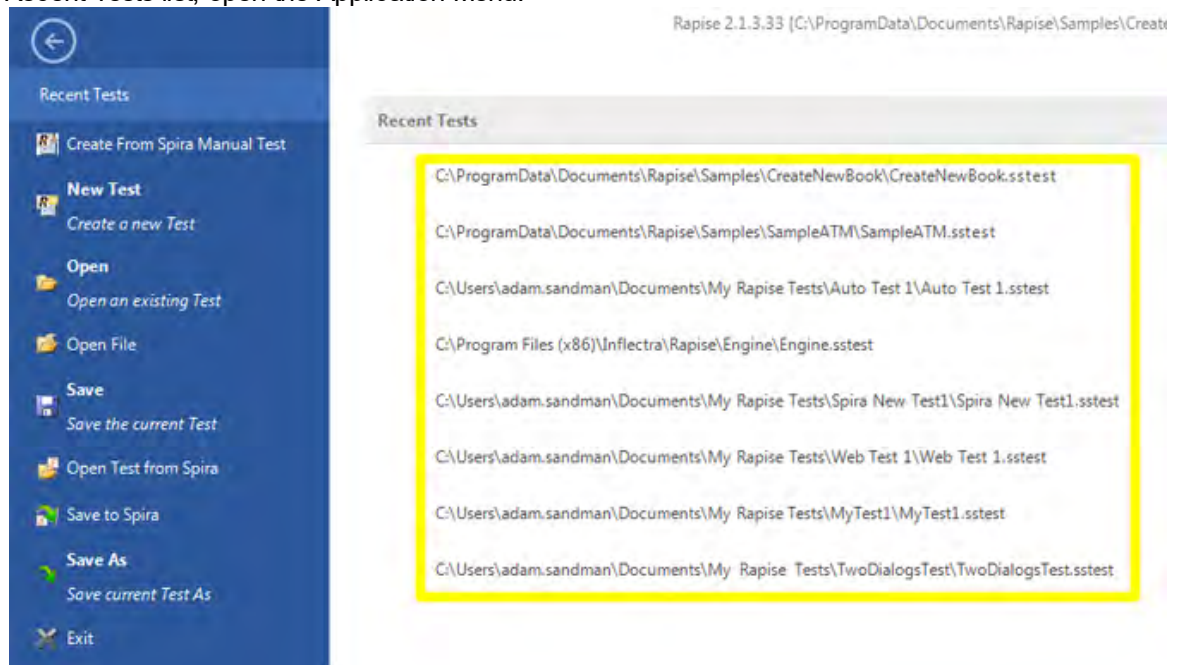 Recent Tests list, open the Application menu.
Rapise 2.1.3.33 [C:\ProgramData\Documents\Rapise\Samples\Create
Recent Tests
Create From Spira Manual Test
New Test
Create a new Test
Open
Open an existing Test
Open File
Save
Save the current Test
Open Test from Spira
Save to Spira
Save As
Save current Test As
Exit
Recent Tests
C:\ProgramData\Documents\Rapise\Samples\CreateNewBook\CreateNewBook.sstest
C:\ProgramData\Documents\Rapise\Samples\SampleATM\SampleATM.sstest
C:\Users\adam.sandman\Documents\My Rapise Tests\Auto Test 1\Auto Test 1.sstest
C:\Program Files (x86)\Inflectra\Rapise\Engine\Engine.sstest
C:\Users\adam.sandman\Documents\My Rapise Tests\Spira New Test1\Spira New Test1.sstest
C:\Users\adam.sandman\Documents\My Rapise Tests\Web Test 1\Web Test 1.sstest
C:\Users\adam.sandman\Documents\My Rapise Tests\MyTest1\MyTest1.sstest
C:\Users\adam.sandman\Documents\My Rapise Tests\TwoDialogsTest\TwoDialogsTest.sstest